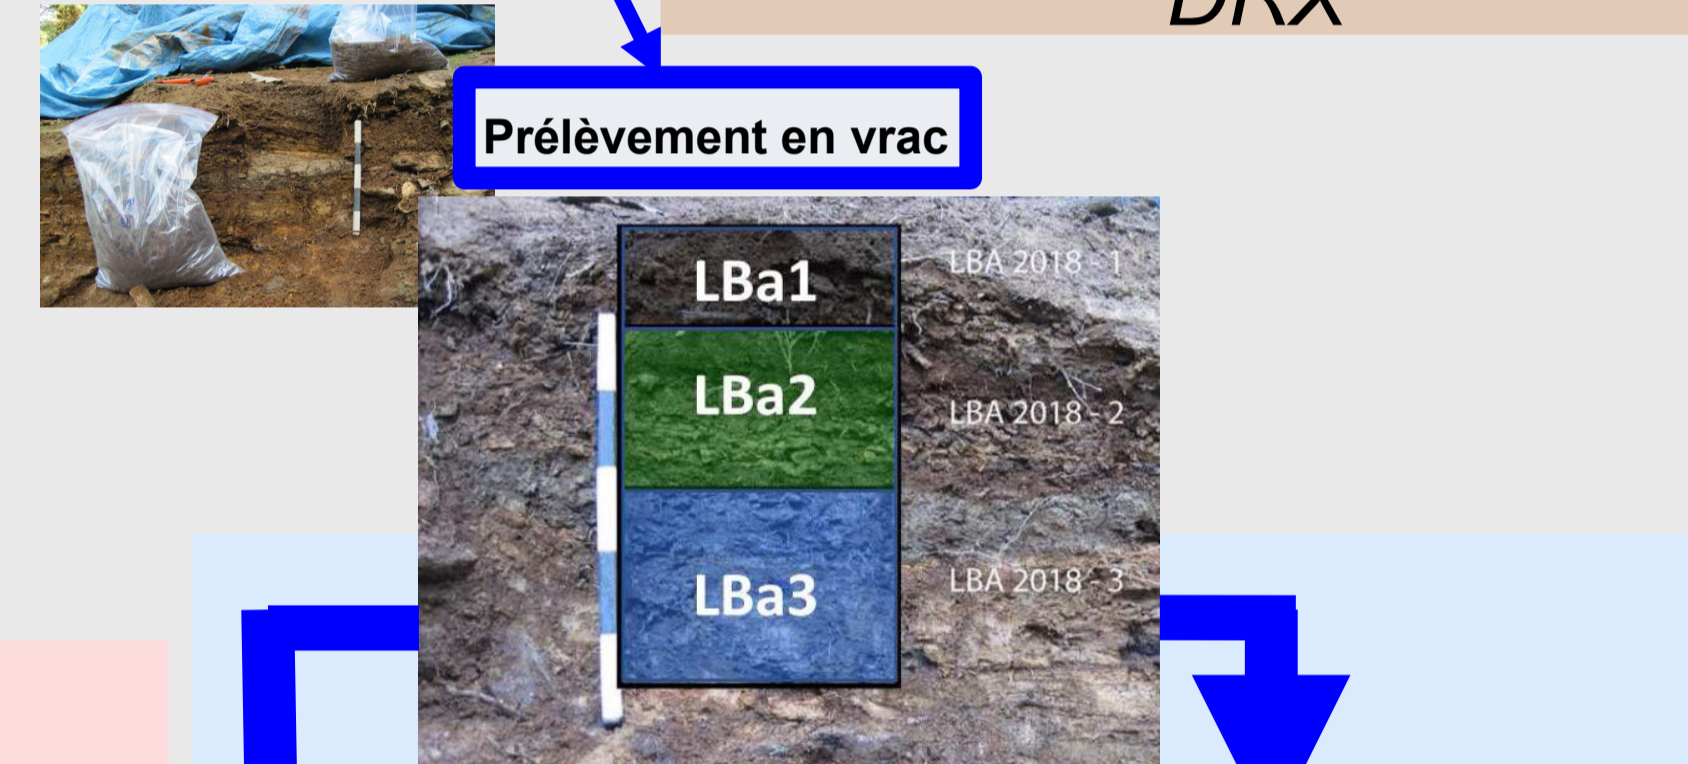 DRX
Prélèvement en vrac
LBa1
LBA 2018 - 1
LBa2
LBA 2018 - 2
LBa3
LBA 2018 - 3